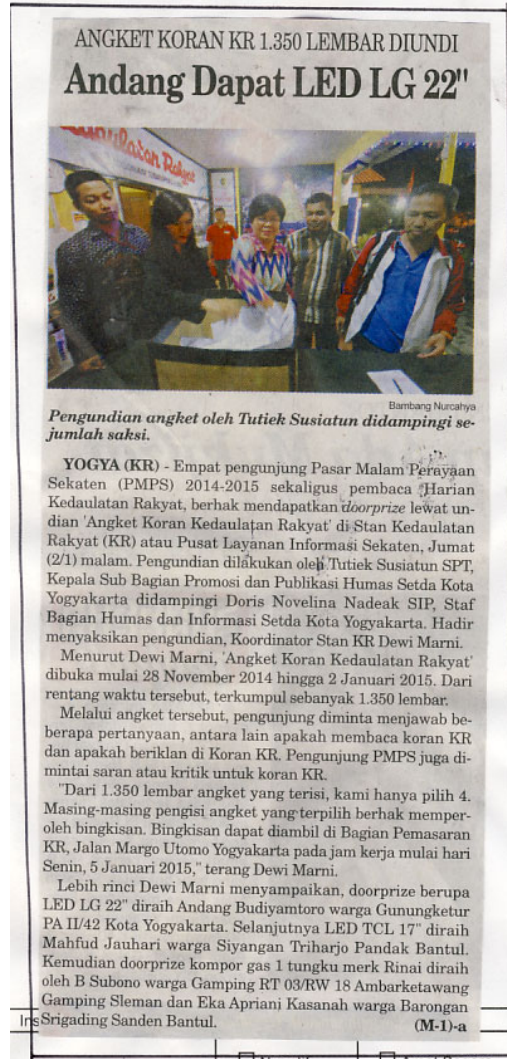 ANGKET KORAN KR 1.350 LEMBAR DIUNDI
Andang Dapat LED LG 22"
Kedaulatan Rakyat
Bambang Nurcahya
Pengundian angket oleh Tutiek Susiatun didampingi se-
jumlah saksi.
YOGYA (KR) - Empat pengunjung Pasar Malam Perayaan
Sekaten (PMPS) 2014-2015 sekaligus pembaca Harian
Kedaulatan Rakyat, berhak mendapatkan doorprize lewat un-
dian 'Angket Koran Kedaulatan Rakyat' di Stan Kedaulatan
Rakyat (KR) atau Pusat Layanan Informasi Sekaten, Jumat
(2/1) malam. Pengundian dilakukan oleh Tutiek Susiatun SPT,
Kepala Sub Bagian Promosi dan Publikasi Humas Setda Kota
Yogyakarta didampingi Doris Novelina Nadeak SIP, Staf
Bagian Humas dan Informasi Setda Kota Yogyakarta. Hadir
menyaksikan pengundian, Koordinator Stan KR Dewi Marni.
Menurut Dewi Marni, 'Angket Koran Kedaulatan Rakyat'
dibuka mulai 28 November 2014 hingga 2 Januari 2015. Dari
rentang waktu tersebut, terkumpul sebanyak 1.350 lembar.
Melalui angket tersebut, pengunjung diminta menjawab be-
berapa pertanyaan, antara lain apakah membaca koran KR
dan apakah beriklan di Koran KR. Pengunjung PMPS juga di-
mintai saran atau kritik untuk koran KR.
"Dari 1.350 lembar angket yang terisi, kami hanya pilih 4.
Masing-masing pengisi angket yang terpilih berhak memper-
oleh bingkisan. Bingkisan dapat diambil di Bagian Pemasaran
KR, Jalan Margo Utomo Yogyakarta pada jam kerja mulai hari
Senin, 5 Januari 2015," terang Dewi Marni.
Lebih rinci Dewi Marni menyampaikan, doorprize berupa
LED LG 22" diraih Andang Budiyamtoro warga Gunungketur
PA II/42 Kota Yogyakarta. Selanjutnya LED TCL 17" diraih
Mahfud Jauhari warga Siyangan Triharjo Pandak Bantul.
Kemudian doorprize kompor gas 1 tungku merk Rinai diraih
oleh B Subono warga Gamping RT 03/RW 18 Ambarketawang
Gamping Sleman dan Eka Apriani Kasanah warga Barongan
Srigading Sanden Bantul.
(M-1)-a